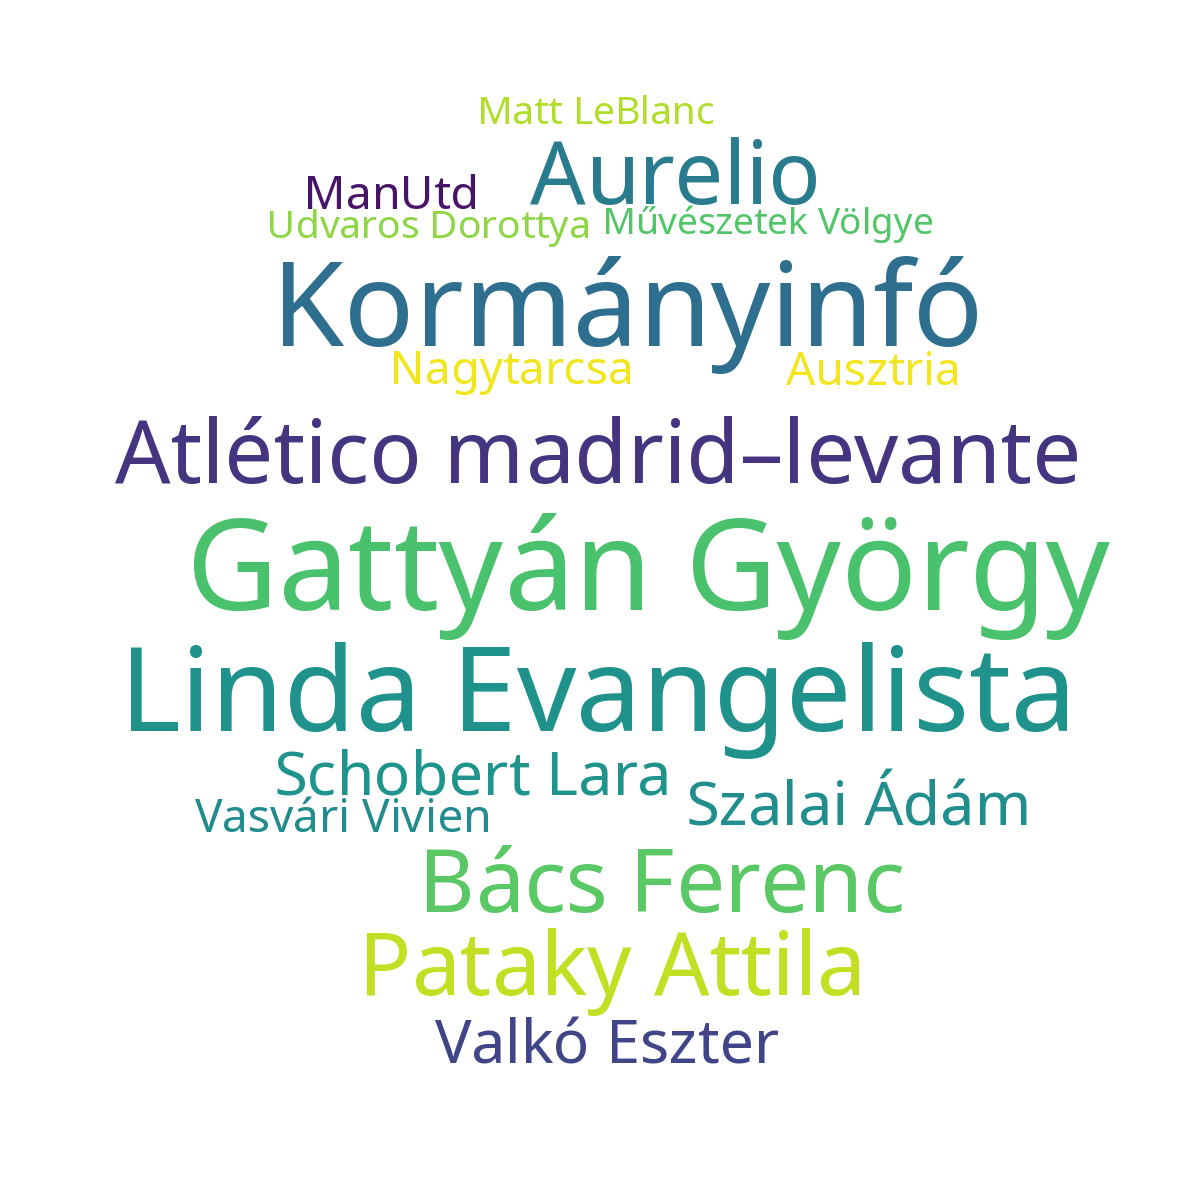 Matt LeBlanc
Aurelio
ManUtd
Udvaros Dorottya
Művészetek Völgye
Kormányinfó
Nagytarcsa
Ausztria
Atlético madrid–levante
Gattyán György
Linda Evangelista
Schobert Lara
Szalai Ádám
Vasvári Vivien
Bács Ferenc
Pataky Attila
Valkó Eszter